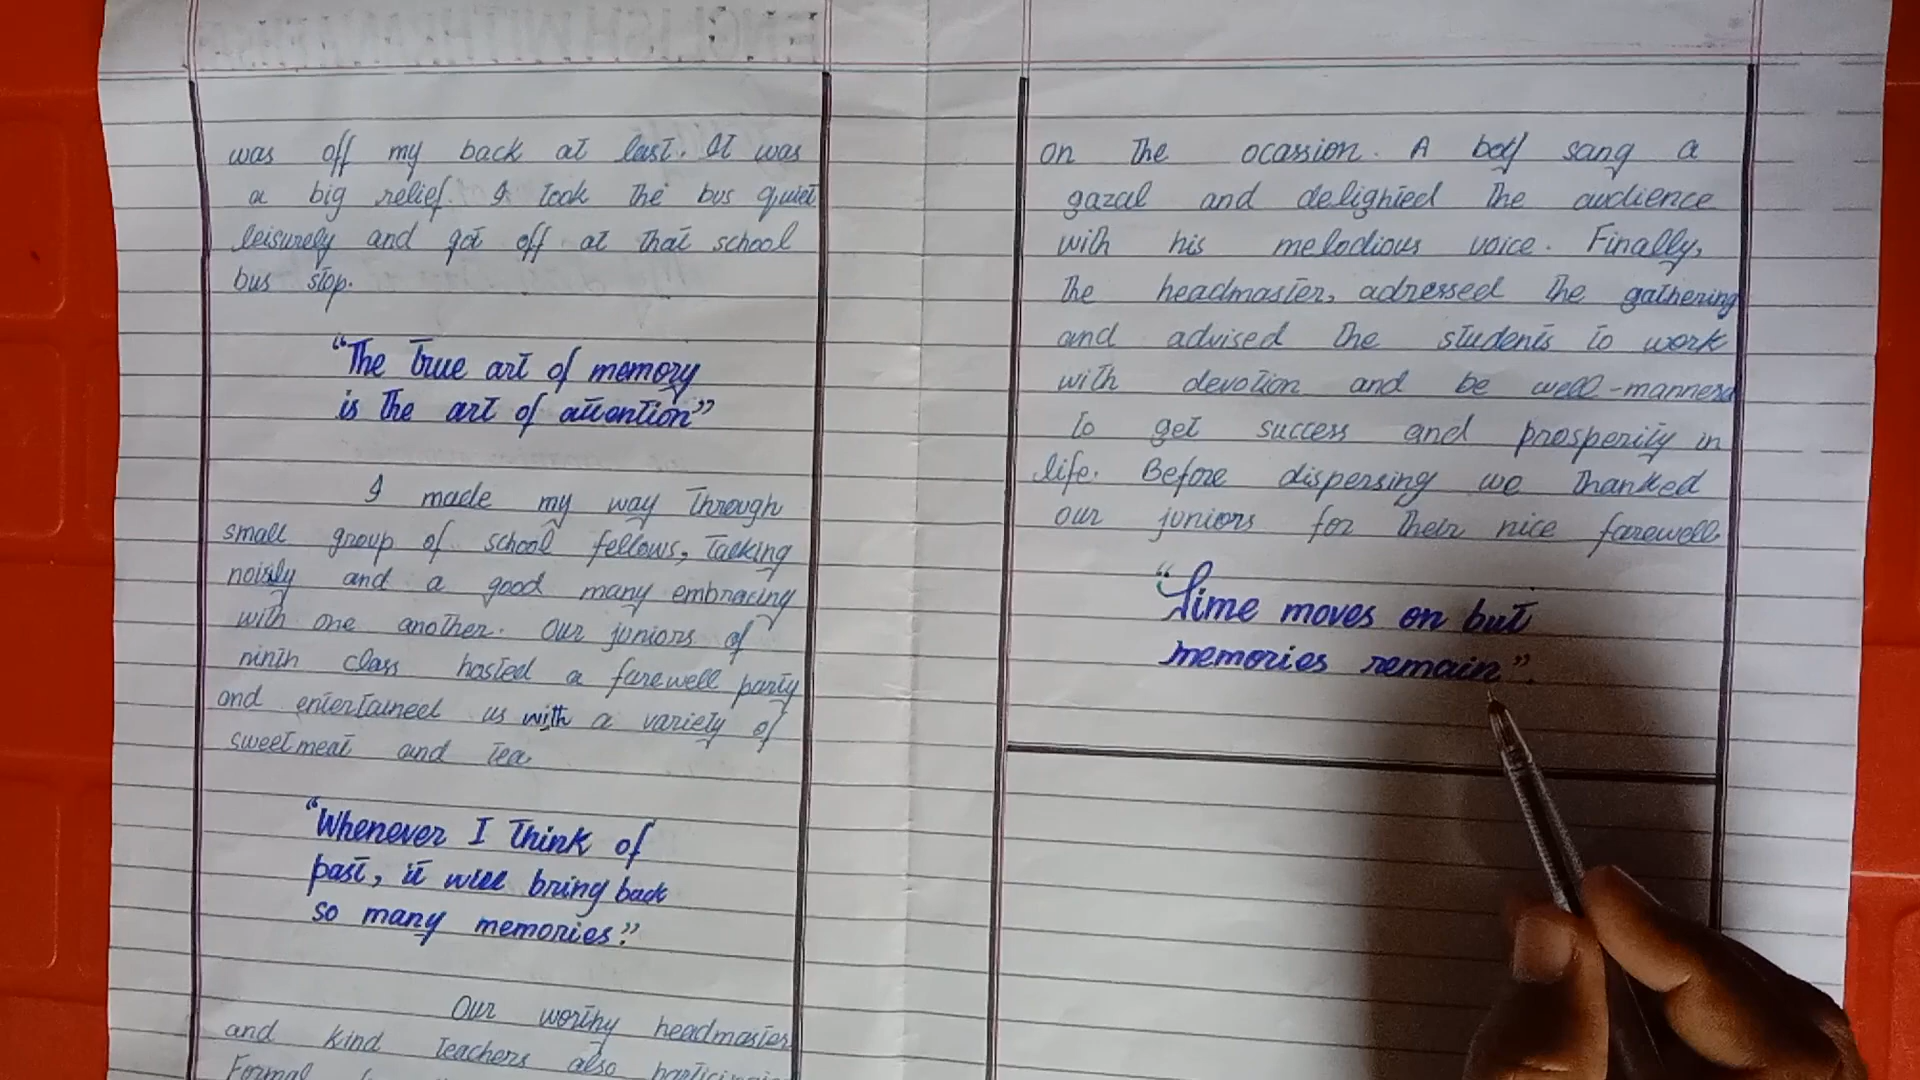 was off my back at last. It was
a big relief. I took the bus quiet
leisurely and got off at that school
bus stop.
"The true art of memory
is the art of attention"
I made my way through
small group of school fellows, talking
noisily and a good many embracing
with one another. Our juniors of
ninth class hosted a farewell party
and entertained us with a variety of
sweetmeat and tea
"Whenever I think of
past, it will bring back
so many memories."
Our worthy headmaster
and kind teachers also
Formal
on the ocassion. A boy sang a
gazal and delighted the audience
with his melodious voice. Finally,
the headmaster, adressed the gathering
and advised the students to work
with devotion and be well-mannerd
to get success and prosperity in
life. Before dispersing we thanked
our juniors for their nice farewell
"Time moves on but
memories remain".